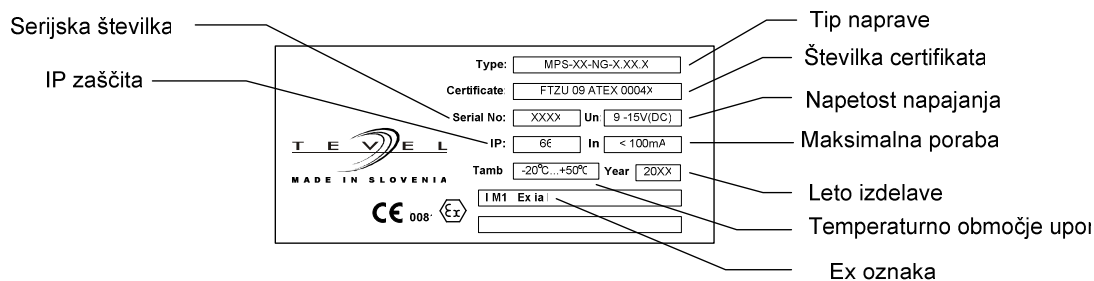 Serijska številka
IP zaščita
Type: MPS-XX-NG-X.XX.X
Certificate: FTZU 09 ATEX 0004X
Serial No: XXXX Un: 9 -15V(DC)
IP: 66 In < 100mA
Tamb -20°C...+50°C Year 20XX
I M1 Ex ia I
TEVEL
MADE IN SLOVENIA
CE 008 Ex
Tip naprave
Številka certifikata
Napetost napajanja
Maksimalna poraba
Leto izdelave
Temperaturno območje upor
Ex oznaka